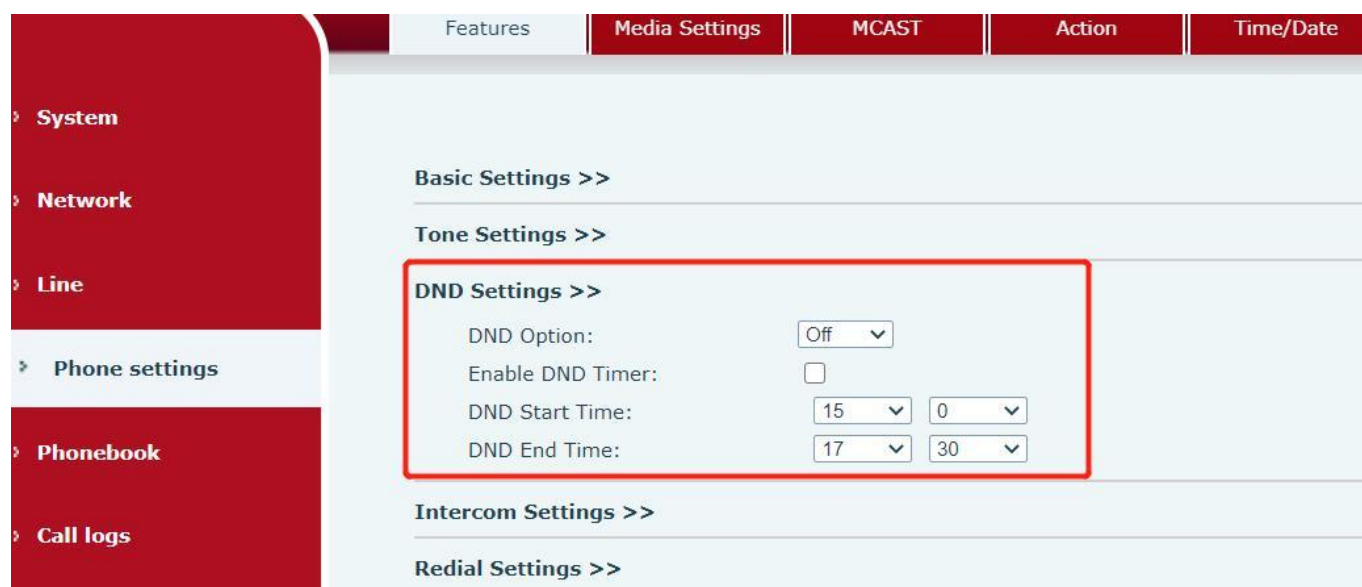 Features Media Settings MCAST Action Time/Date
System
Network
Line
Phone settings
Phonebook
Call logs
Basic Settings >>
Tone Settings >>
DND Settings >>
DND Option: Off
Enable DND Timer:
DND Start Time: 15 0
DND End Time: 17 30
Intercom Settings >>
Redial Settings >>